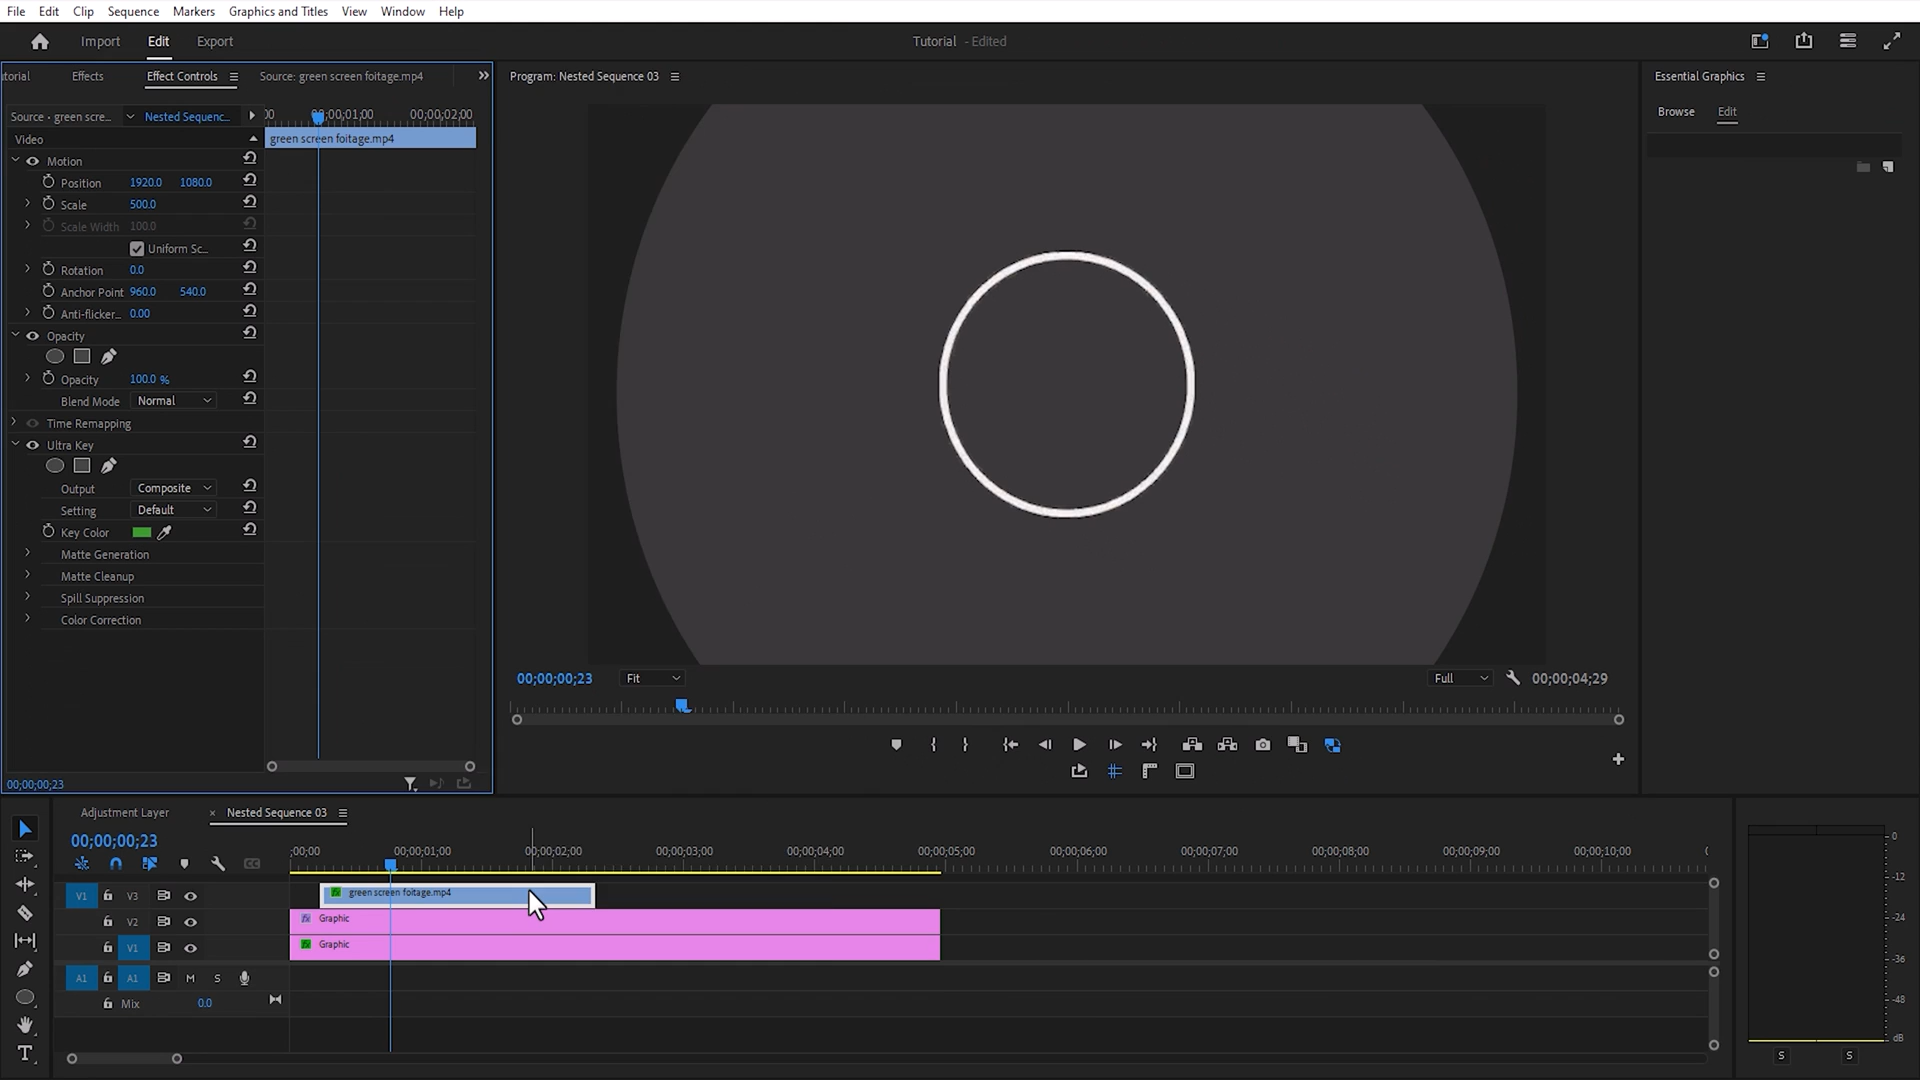 File Edit Clip Sequence Markers Graphics and Titles View Window Help
Import Edit Export
Tutorial - Edited
utorial Effects Effect Controls Source: green screen foitage.mp4
Program: Nested Sequence 03
Essential Graphics
Browse Edit
Source · green scre... Nested Sequenc...
00 00;00;01;00 00;00;02;00
Video
green screen foitage.mp4
Motion
Position 1920.0 1080.0
Scale 500.0
Scale Width 100.0
Uniform Sc...
Rotation 0.0
Anchor Point 960.0 540.0
Anti-flicker... 0.00
Opacity
Opacity 100.0 %
Blend Mode Normal
Time Remapping
Ultra Key
Output Composite
Setting Default
Key Color
Matte Generation
Matte Cleanup
Spill Suppression
Color Correction
00;00;00;23
00;00;00;23 Fit Full 00;00;04;29
Adjustment Layer × Nested Sequence 03
00;00;00;23
;00;00 00;00;01;00 00;00;02;00 00;00;03;00 00;00;04;00 00;00;05;00 00;00;06;00 00;00;07;00 00;00;08;00 00;00;09;00 00;00;10;00
V1 V3 green screen foitage.mp4
V2 Graphic
V1 Graphic
A1 A1 M S
Mix 0.0
0
-12
-24
-36
-48
dB
S S